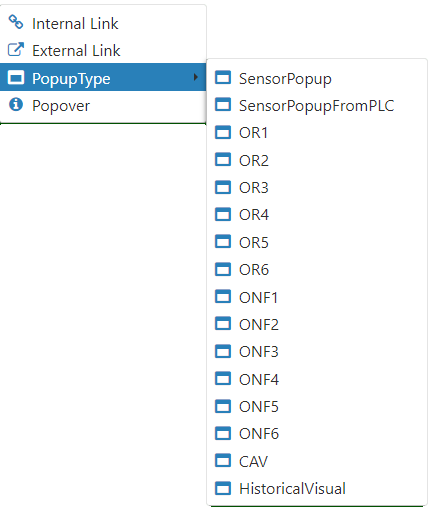 Internal Link
External Link
PopupType
Popover
SensorPopup
SensorPopupFromPLC
OR1
OR2
OR3
OR4
OR5
OR6
ONF1
ONF2
ONF3
ONF4
ONF5
ONF6
CAV
HistoricalVisual